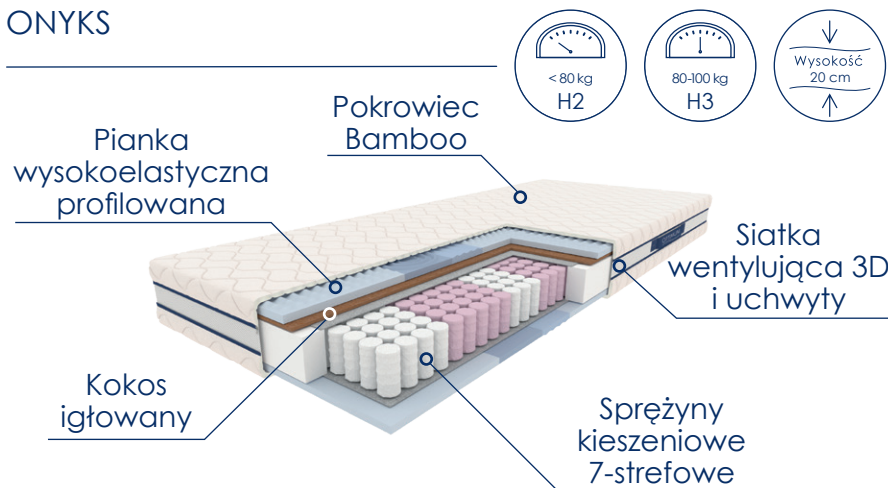 ONYKS
< 80 kg
H2
80-100 kg
H3
Wysokość
20 cm
Pokrowiec
Bamboo
Pianka
wysokoelastyczna
profilowana
Siatka
wentylująca 3D
i uchwyty
Kokos
igłowany
Sprężyny
kieszeniowe
7-strefowe